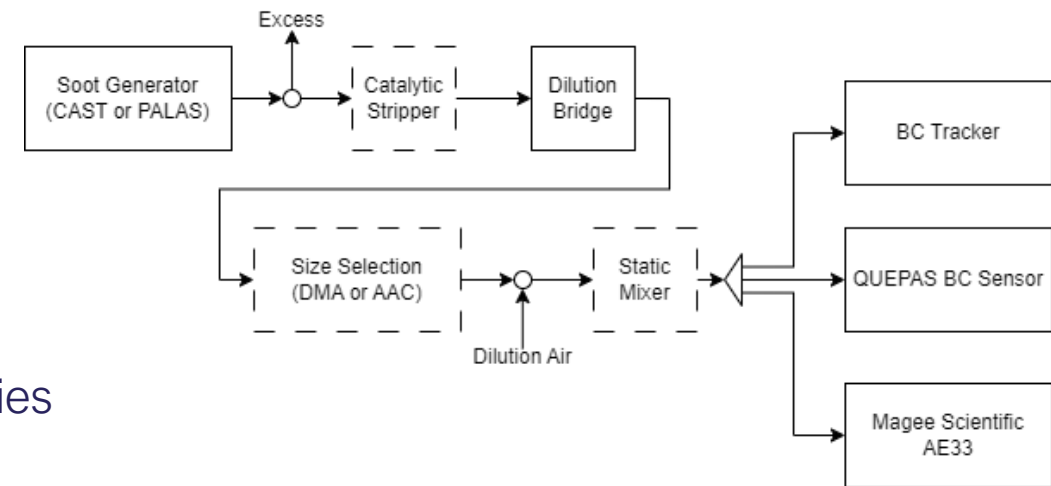 Excess
Soot Generator
(CAST or PALAS)
Catalytic
Stripper
Dilution
Bridge
BC Tracker
Size Selection
(DMA or AAC)
Static
Mixer
QUEPAS BC Sensor
Dilution Air
ies
Magee Scientific
AE33